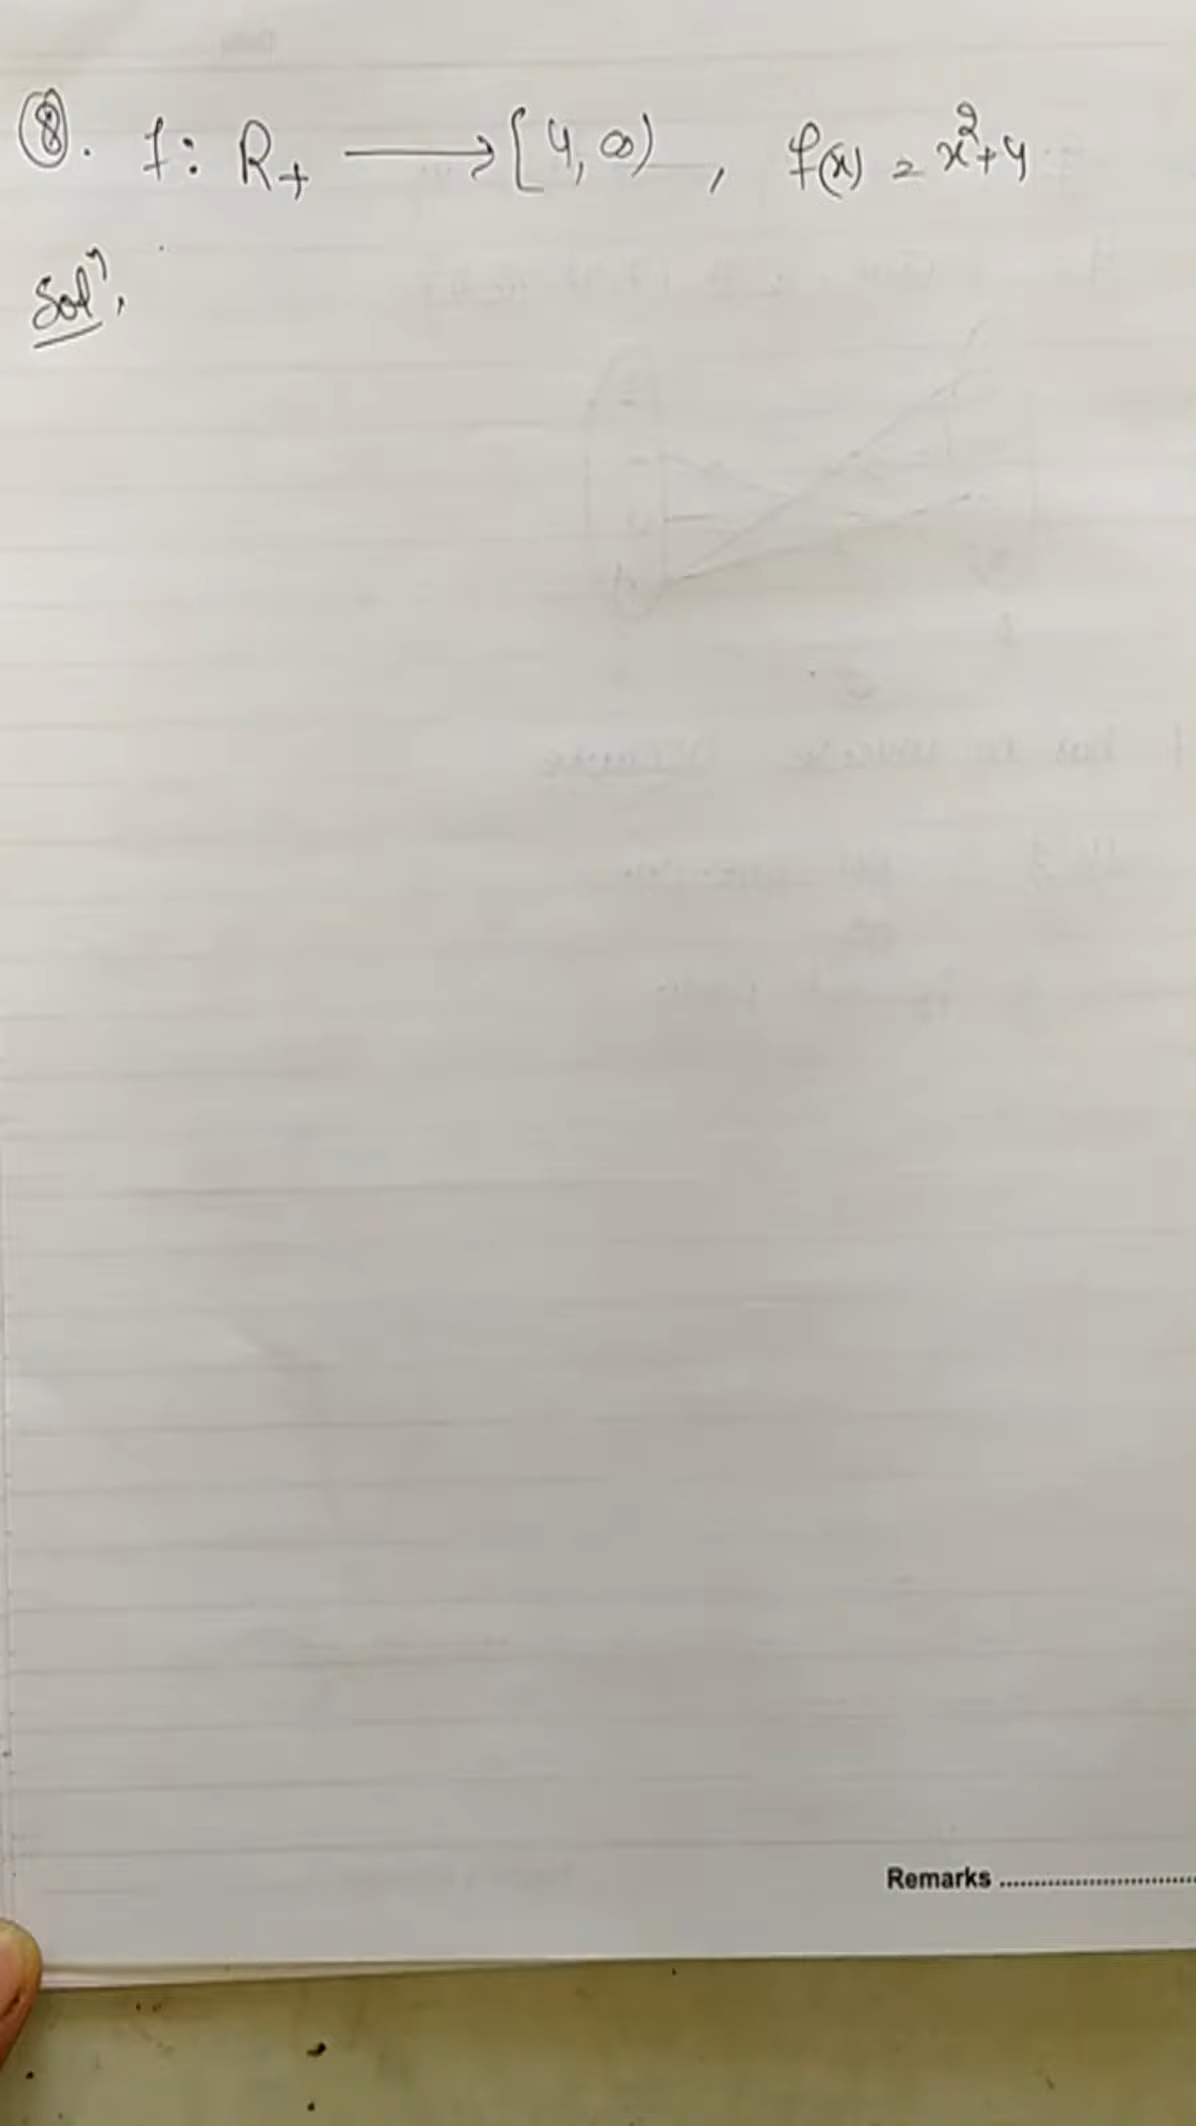 ⑧. f: R₊ ⟶ [4, ∞) , f(x) = x²+4
Solⁿ,
Remarks ..............................